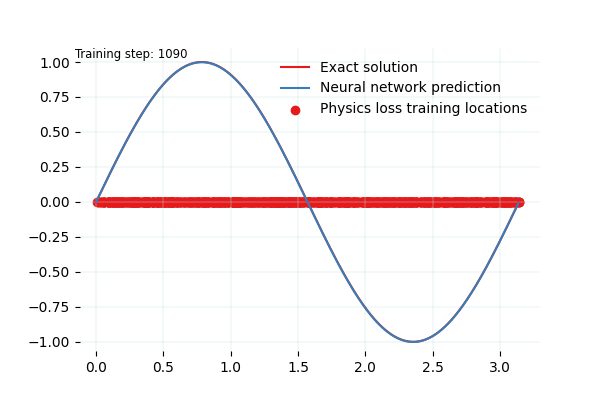 Training step: 1090
Exact solution
Neural network prediction
Physics loss training locations
1.00
0.75
0.50
0.25
0.00
−0.25
−0.50
−0.75
−1.00
0.0 0.5 1.0 1.5 2.0 2.5 3.0